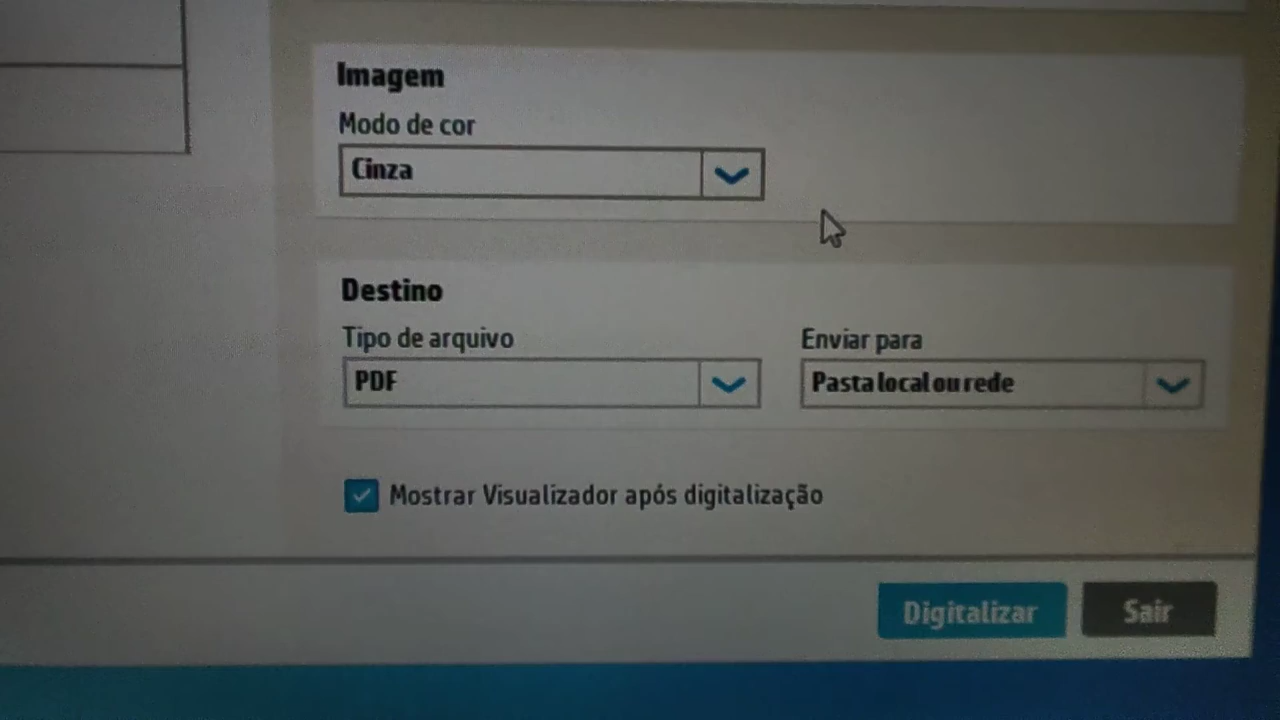 Imagem
Modo de cor
Cinza
Destino
Tipo de arquivo
Enviar para
PDF
Pasta local ou rede
Mostrar Visualizador após digitalização
Digitalizar
Sair